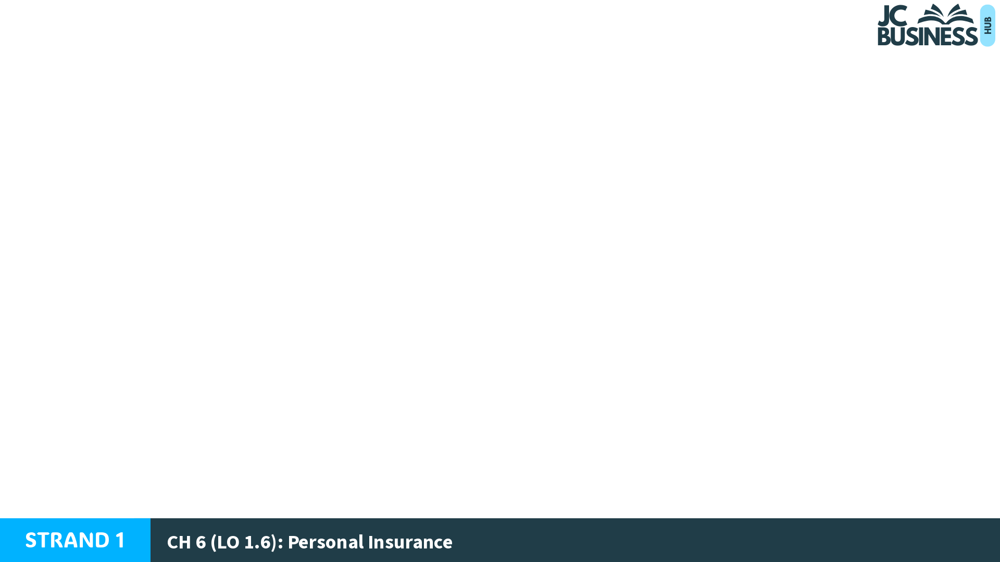 JC
BUSINESS
HUB
STRAND 1
CH 6 (LO 1.6): Personal Insurance